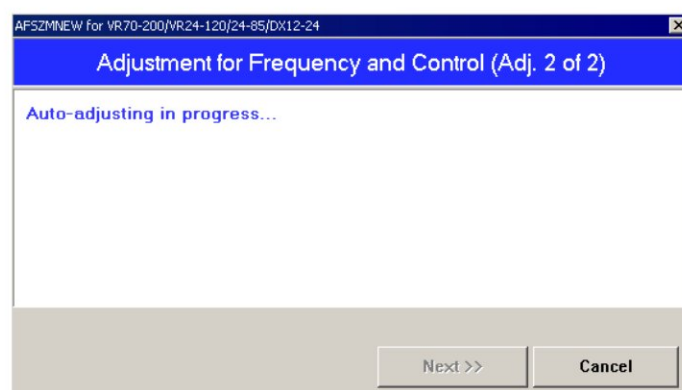 AFSZMNEW for VR70-200/VR24-120/24-85/DX12-24
Adjustment for Frequency and Control (Adj. 2 of 2)
Auto-adjusting in progress...
Next >>
Cancel